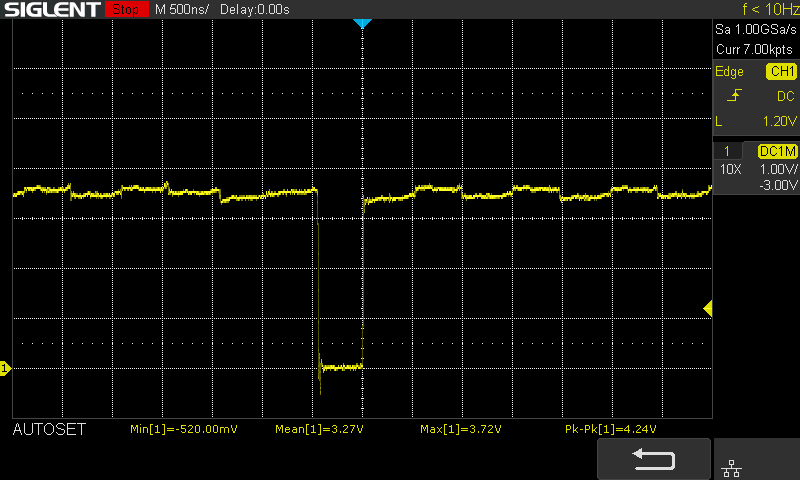 SIGLENT Stop M 500ns/ Delay:0.00s f < 10Hz
Sa 1.00GSa/s
Curr 7.00kpts
Edge CH1
DC
L 1.20V
1 DC1M
10X 1.00V/
-3.00V
1
AUTOSET Min[1]=-520.00mV Mean[1]=3.27V Max[1]=3.72V Pk-Pk[1]=4.24V